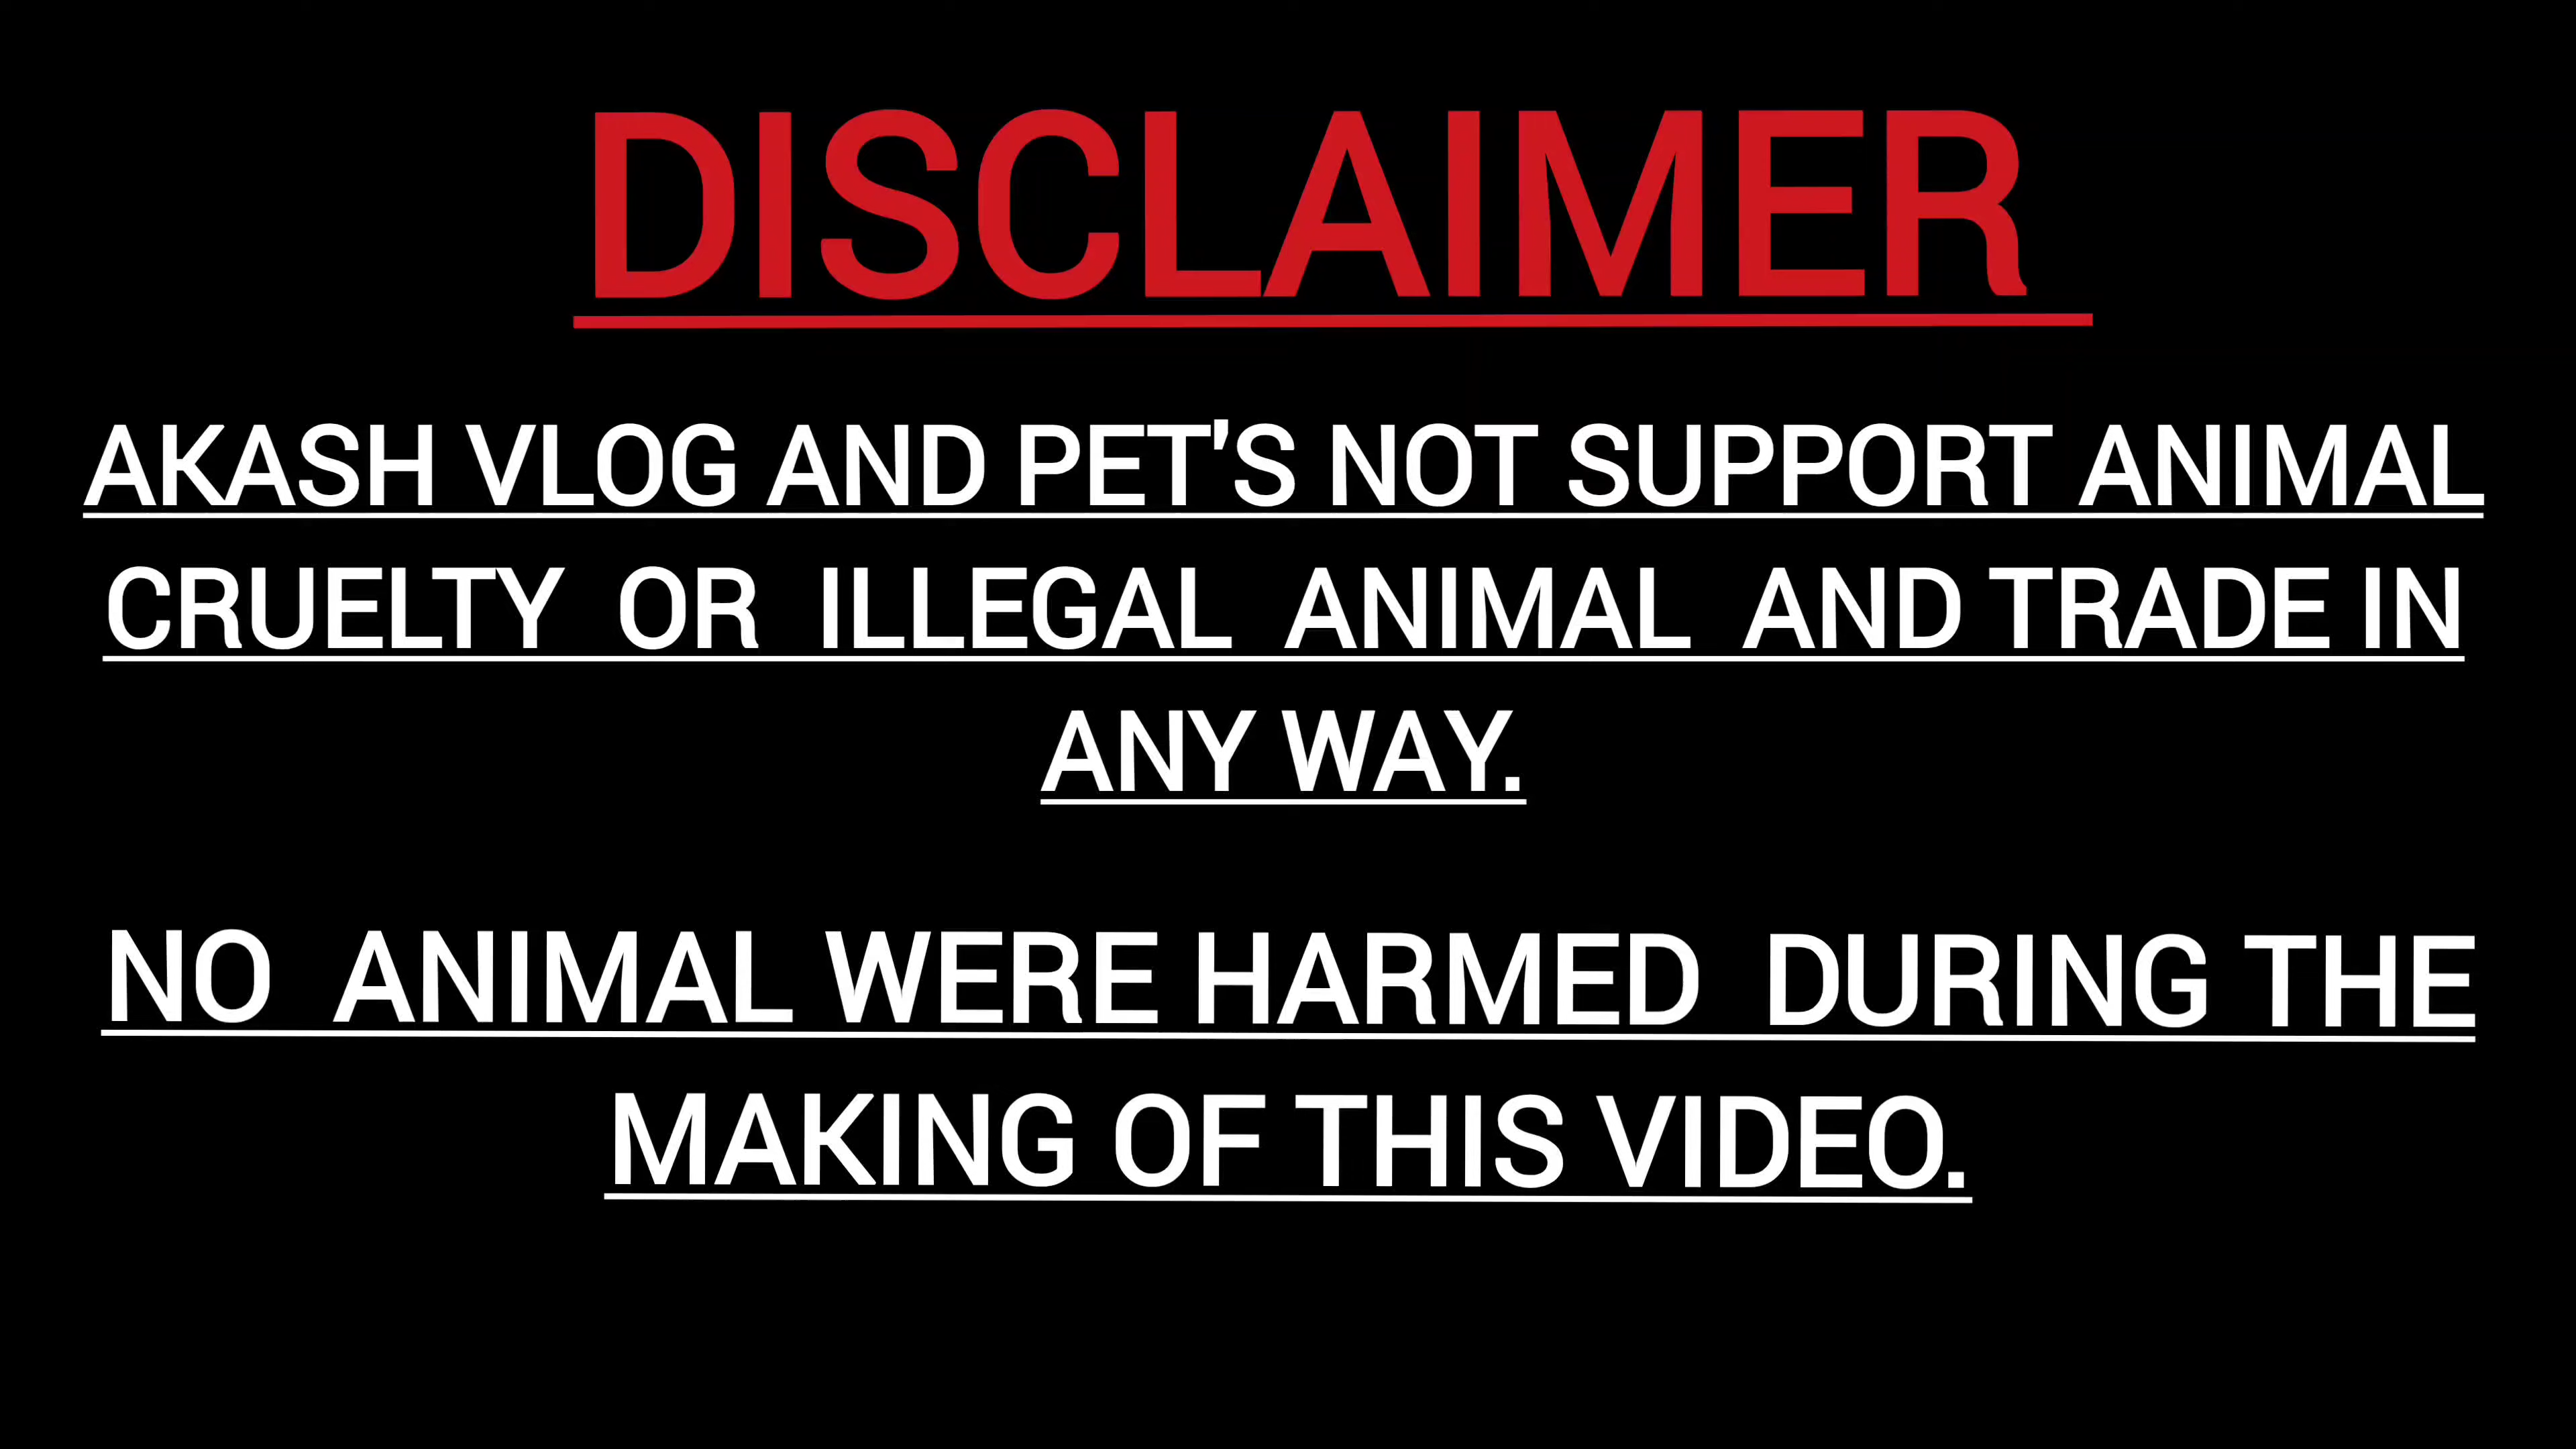 DISCLAIMER
AKASH VLOG AND PET'S NOT SUPPORT ANIMAL
CRUELTY OR ILLEGAL ANIMAL AND TRADE IN
ANY WAY.
NO ANIMAL WERE HARMED DURING THE
MAKING OF THIS VIDEO.